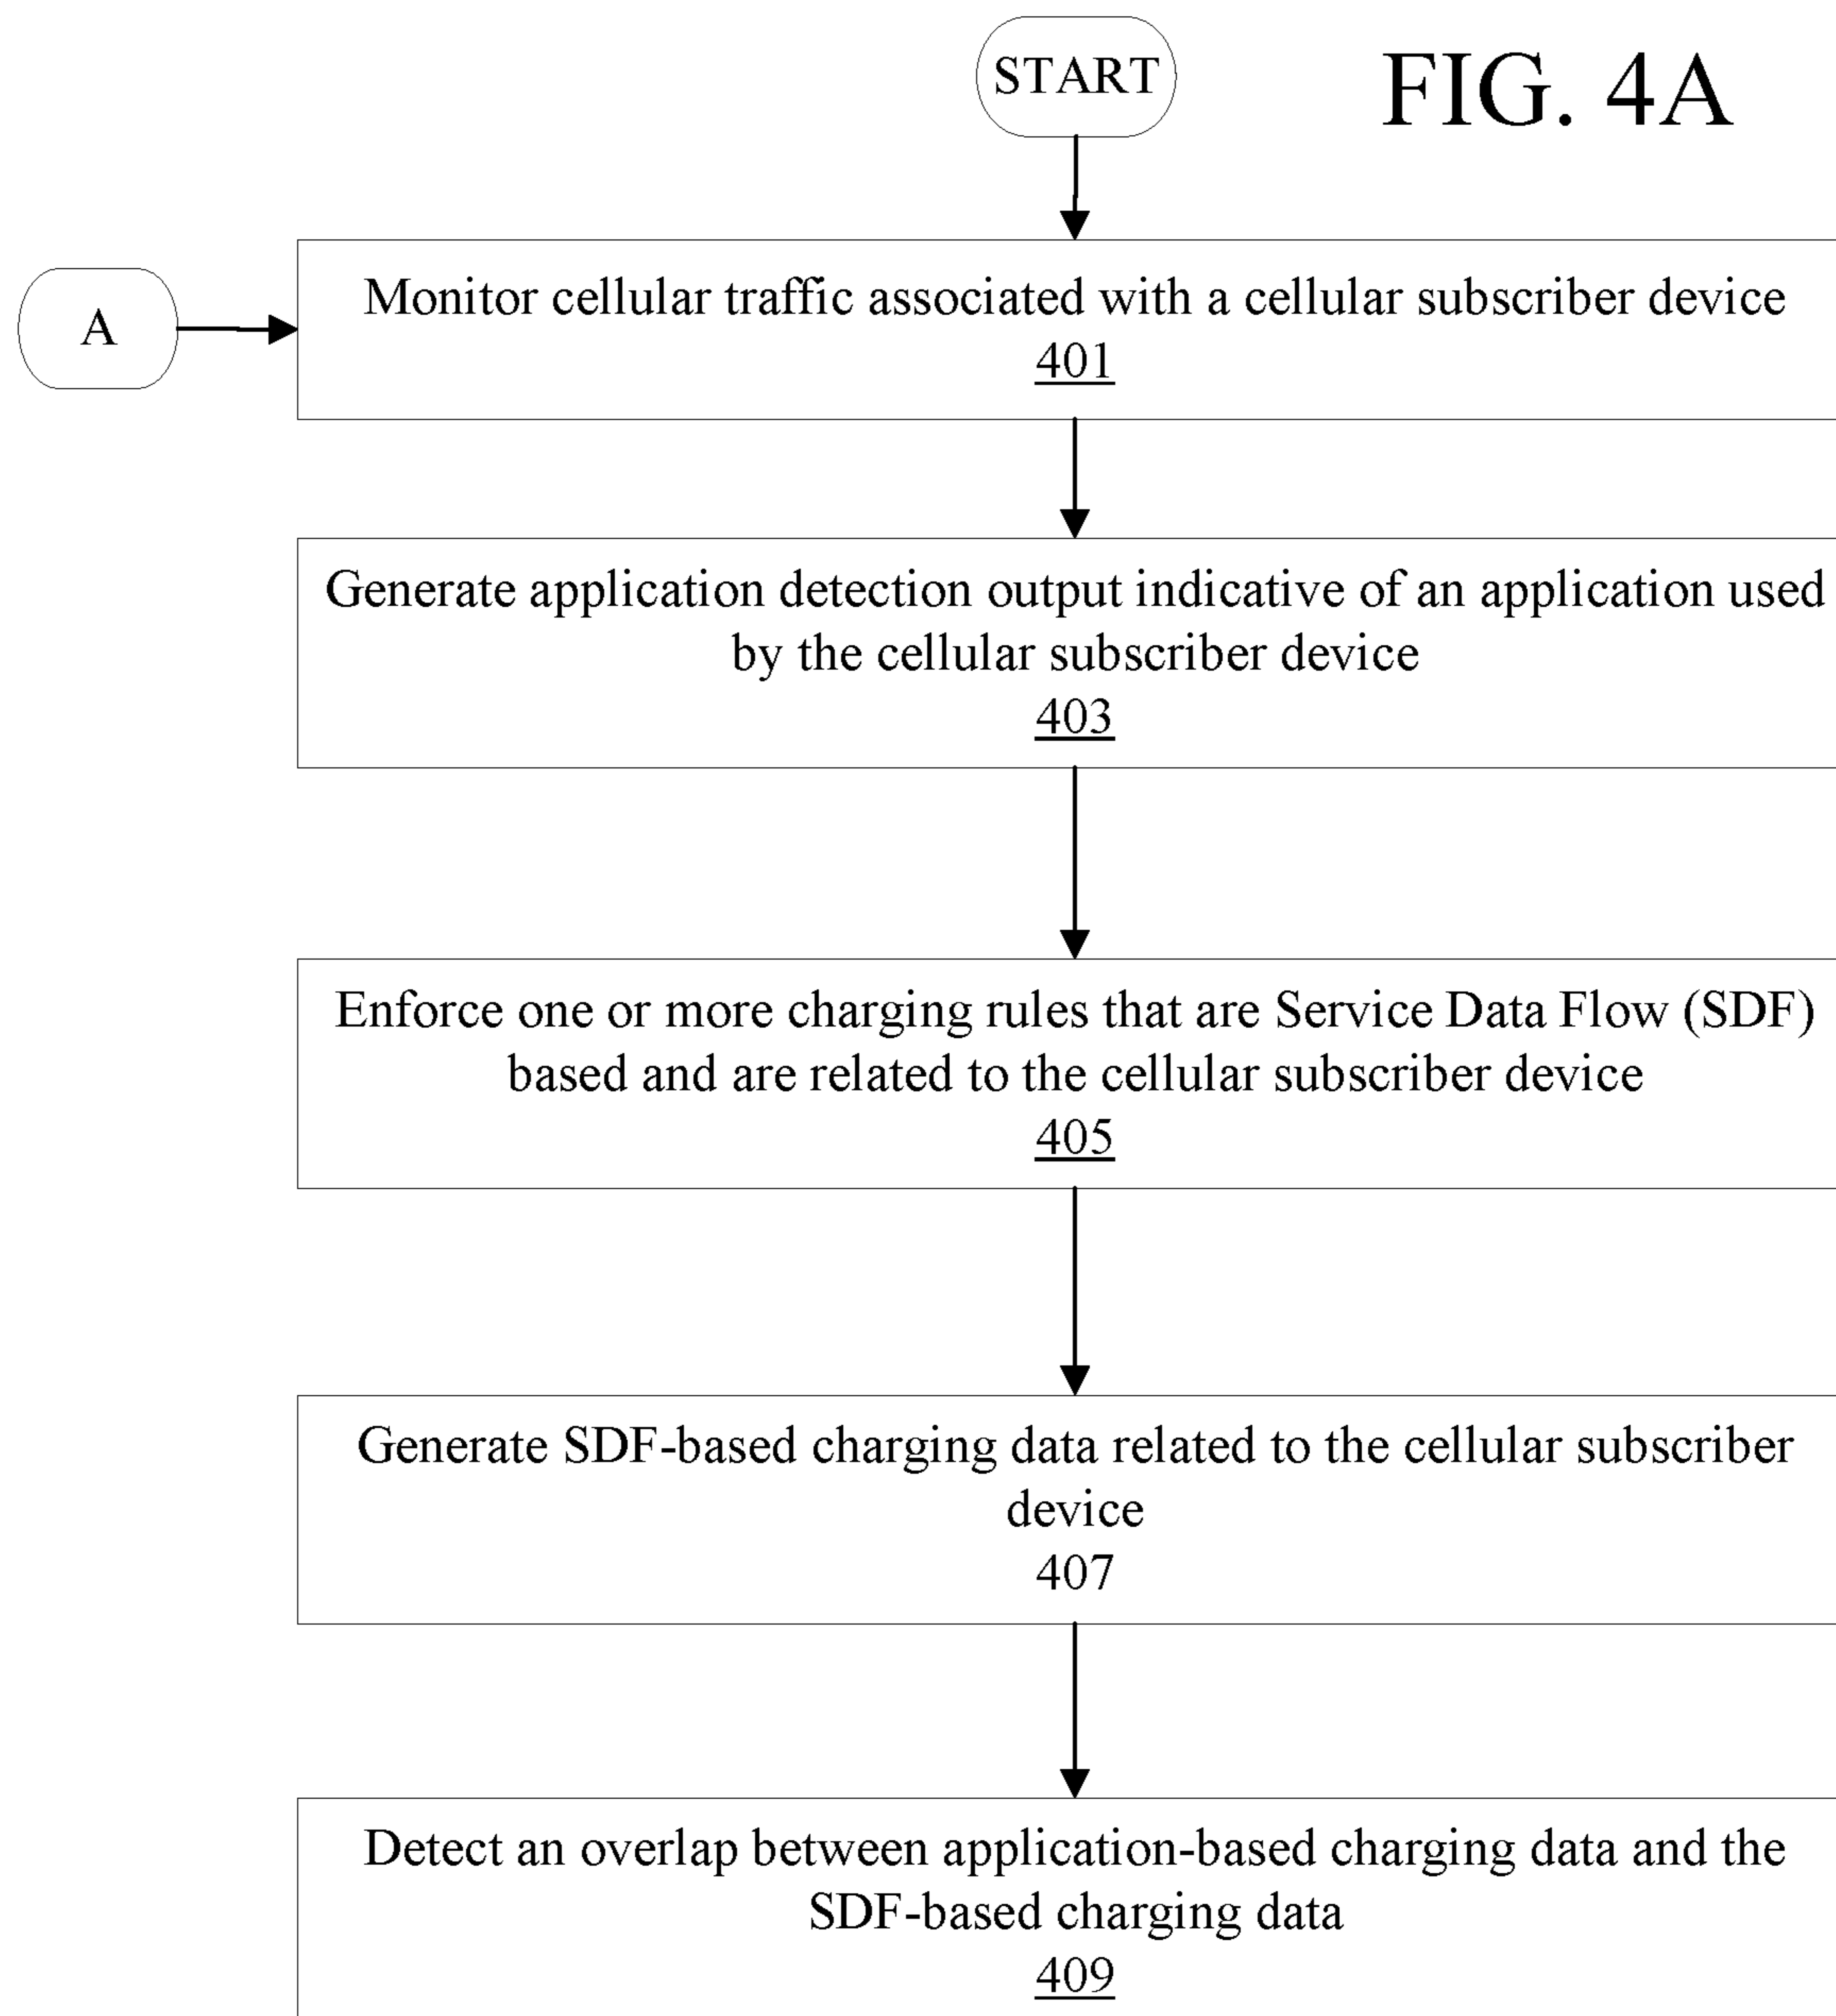 START
FIG. 4A
A
Monitor cellular traffic associated with a cellular subscriber device
401
Generate application detection output indicative of an application used
by the cellular subscriber device
403
Enforce one or more charging rules that are Service Data Flow (SDF)
based and are related to the cellular subscriber device
405
Generate SDF-based charging data related to the cellular subscriber
device
407
Detect an overlap between application-based charging data and the
SDF-based charging data
409